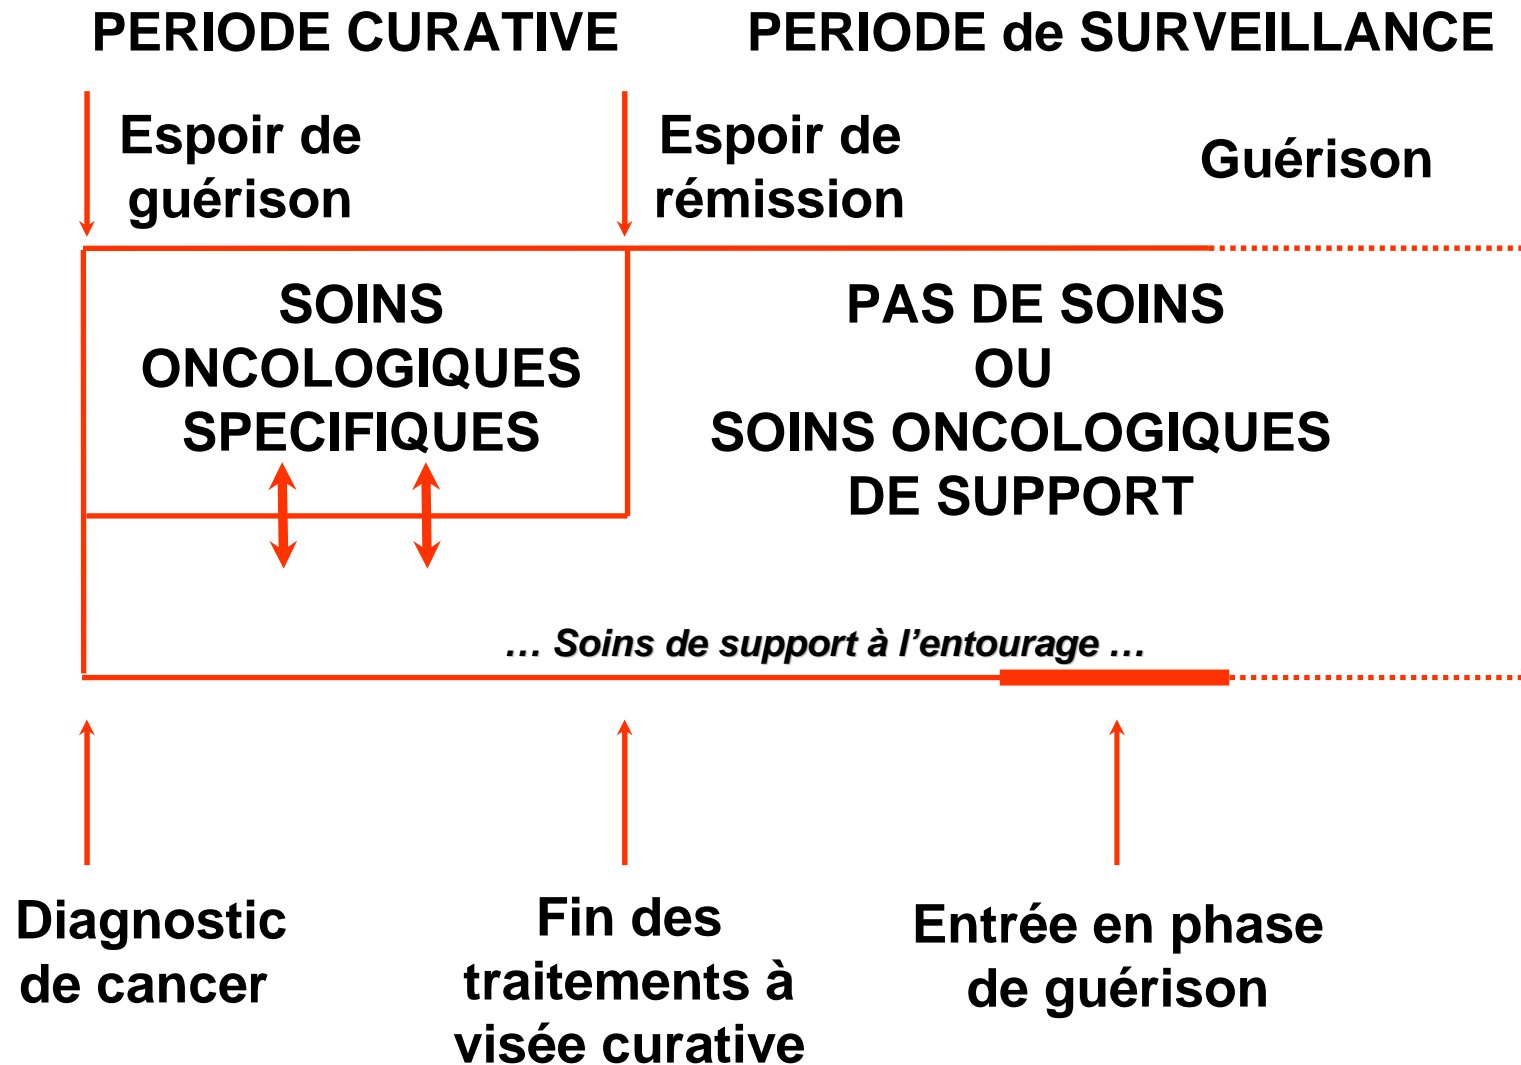 PERIODE CURATIVE
PERIODE de SURVEILLANCE
Espoir de
guérison
Espoir de
rémission
Guérison
SOINS
ONCOLOGIQUES
SPECIFIQUES
PAS DE SOINS
OU
SOINS ONCOLOGIQUES
DE SUPPORT
… Soins de support à l’entourage …
Diagnostic
de cancer
Fin des
traitements à
visée curative
Entrée en phase
de guérison